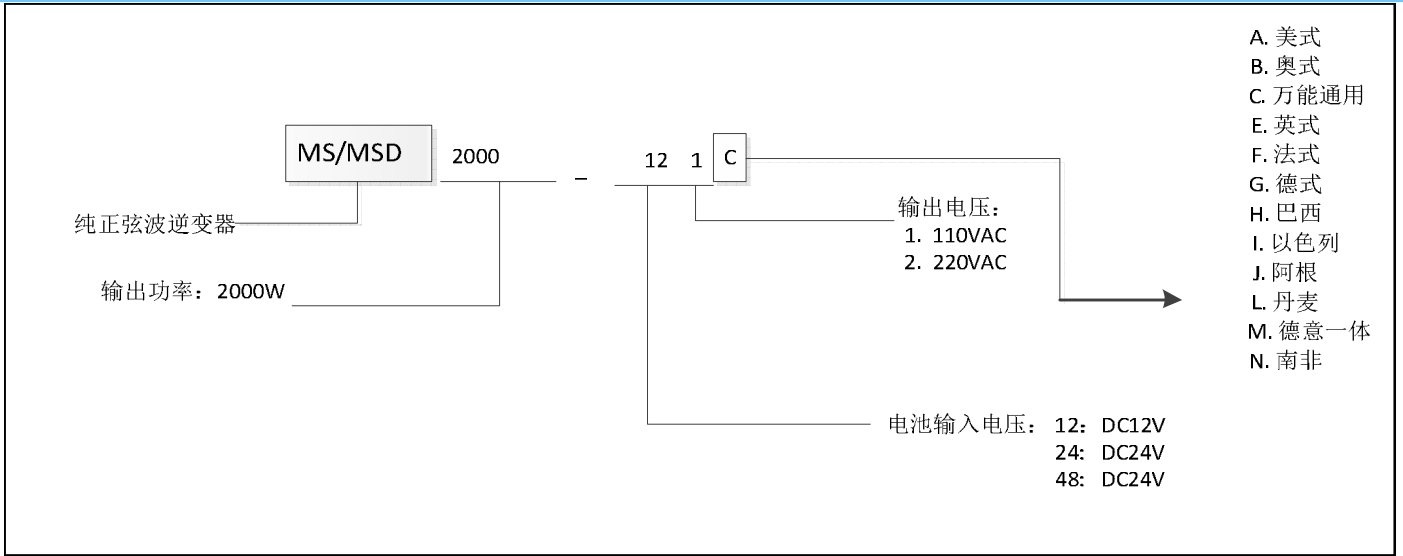 A. 美式
B. 奥式
C. 万能通用
E. 英式
F. 法式
G. 德式
H. 巴西
I. 以色列
J. 阿根
L. 丹麦
M. 德意一体
N. 南非
MS/MSD 2000 – 12 1 C
纯正弦波逆变器
输出功率：2000W
输出电压：
1. 110VAC
2. 220VAC
电池输入电压： 12： DC12V
24： DC24V
48： DC24V